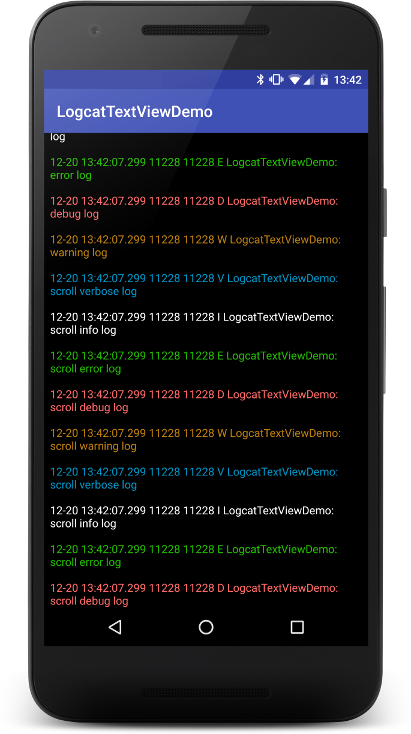 13:42
LogcatTextViewDemo
log
12-20 13:42:07.299 11228 11228 E LogcatTextViewDemo:
error log
12-20 13:42:07.299 11228 11228 D LogcatTextViewDemo:
debug log
12-20 13:42:07.299 11228 11228 W LogcatTextViewDemo:
warning log
12-20 13:42:07.299 11228 11228 V LogcatTextViewDemo:
scroll verbose log
12-20 13:42:07.299 11228 11228 I LogcatTextViewDemo:
scroll info log
12-20 13:42:07.299 11228 11228 E LogcatTextViewDemo:
scroll error log
12-20 13:42:07.299 11228 11228 D LogcatTextViewDemo:
scroll debug log
12-20 13:42:07.299 11228 11228 W LogcatTextViewDemo:
scroll warning log
12-20 13:42:07.299 11228 11228 V LogcatTextViewDemo:
scroll verbose log
12-20 13:42:07.299 11228 11228 I LogcatTextViewDemo:
scroll info log
12-20 13:42:07.299 11228 11228 E LogcatTextViewDemo:
scroll error log
12-20 13:42:07.299 11228 11228 D LogcatTextViewDemo:
scroll debug log